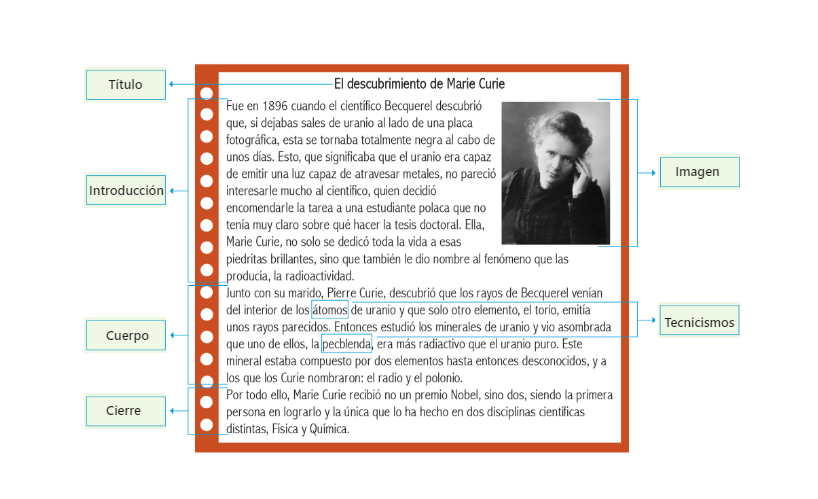 Título
El descubrimiento de Marie Curie
Fue en 1896 cuando el científico Becquerel descubrió
que, si dejabas sales de uranio al lado de una placa
fotográfica, esta se tornaba totalmente negra al cabo de
unos días. Esto, que significaba que el uranio era capaz
de emitir una luz capaz de atravesar metales, no pareció
interesarle mucho al científico, quien decidió
encomendarle la tarea a una estudiante polaca que no
tenía muy claro sobre qué hacer la tesis doctoral. Ella,
Marie Curie, no solo se dedicó toda la vida a esas
piedritas brillantes, sino que también le dio nombre al fenómeno que las
producía, la radioactividad.
Introducción
Imagen
Junto con su marido, Pierre Curie, descubrió que los rayos de Becquerel venían
del interior de los átomos de uranio y que solo otro elemento, el torio, emitía
unos rayos parecidos. Entonces estudió los minerales de uranio y vio asombrada
que uno de ellos, la pecblenda, era más radiactivo que el uranio puro. Este
mineral estaba compuesto por dos elementos hasta entonces desconocidos, y a
los que los Curie nombraron: el radio y el polonio.
Cuerpo
Tecnicismos
Por todo ello, Marie Curie recibió no un premio Nobel, sino dos, siendo la primera
persona en lograrlo y la única que lo ha hecho en dos disciplinas científicas
distintas, Física y Química.
Cierre